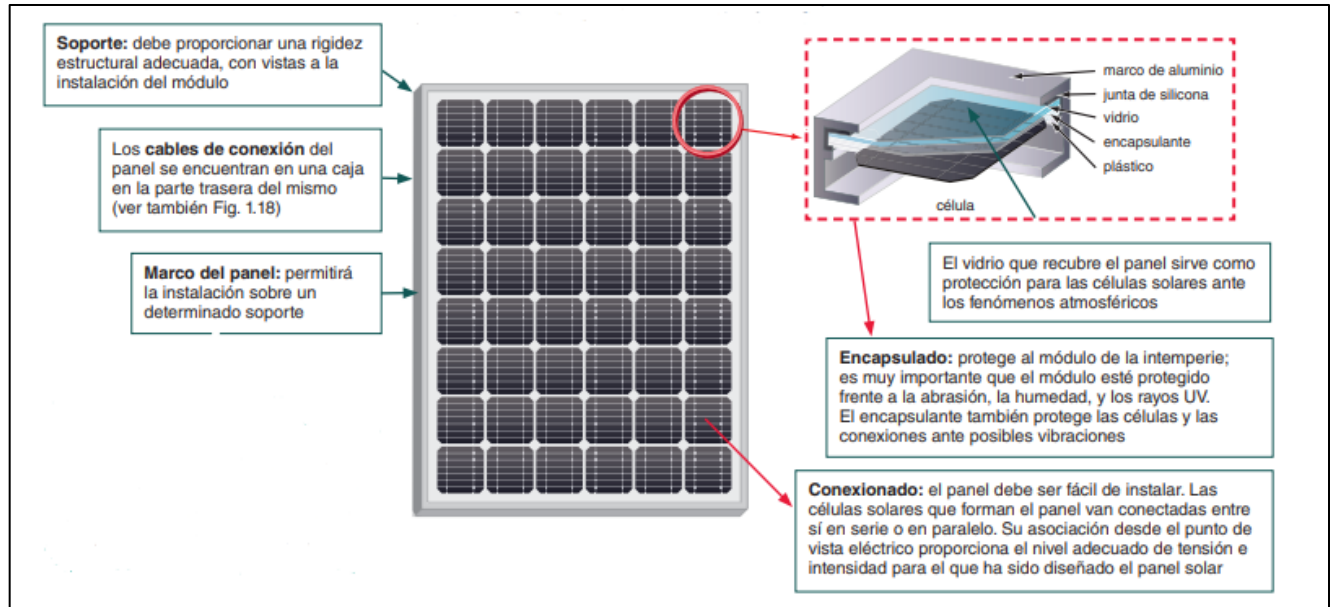 Soporte: debe proporcionar una rigidez
estructural adecuada, con vistas a la
instalación del módulo
Los cables de conexión del
panel se encuentran en una caja
en la parte trasera del mismo
(ver también Fig. 1.18)
Marco del panel: permitirá
la instalación sobre un
determinado soporte
marco de aluminio
junta de silicona
vidrio
encapsulante
plástico
célula
El vidrio que recubre el panel sirve como
protección para las células solares ante
los fenómenos atmosféricos
Encapsulado: protege al módulo de la intemperie;
es muy importante que el módulo esté protegido
frente a la abrasión, la humedad, y los rayos UV.
El encapsulante también protege las células y las
conexiones ante posibles vibraciones
Conexionado: el panel debe ser fácil de instalar. Las
células solares que forman el panel van conectadas entre
sí en serie o en paralelo. Su asociación desde el punto de
vista eléctrico proporciona el nivel adecuado de tensión e
intensidad para el que ha sido diseñado el panel solar